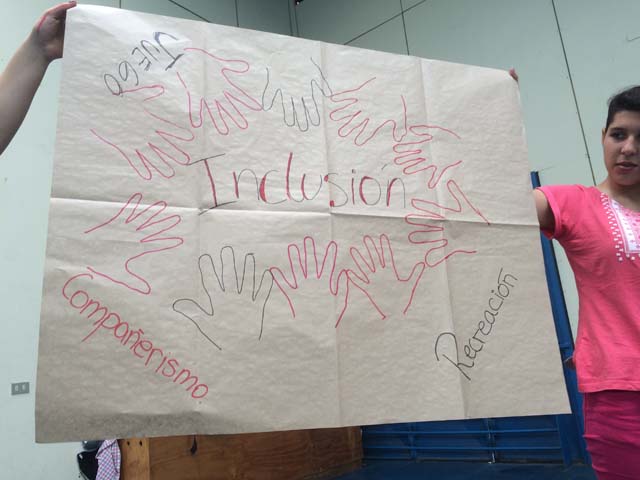 JUEGO
Inclusión
Compañerismo.
Recreación